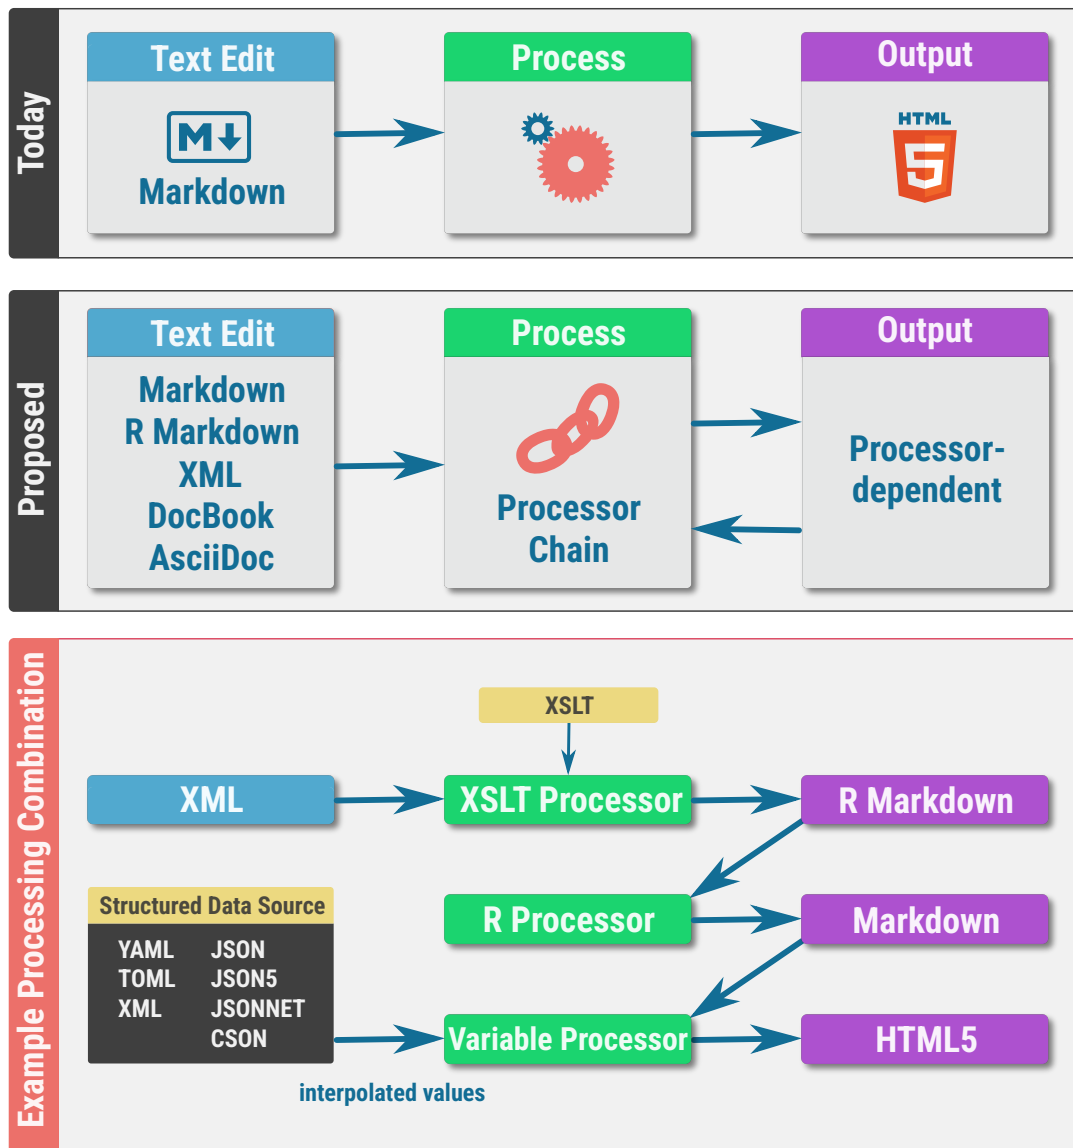 Today
Text Edit
Process
Output
M
Markdown
HTML
5
Proposed
Text Edit
Process
Output
Markdown
R Markdown
XML
DocBook
AsciiDoc
Processor
Chain
Processor-
dependent
Example Processing Combination
XSLT
XML
XSLT Processor
R Markdown
Structured Data Source
YAML JSON
TOML JSON5
XML JSONNET
CSON
R Processor
Markdown
Variable Processor
HTML5
interpolated values